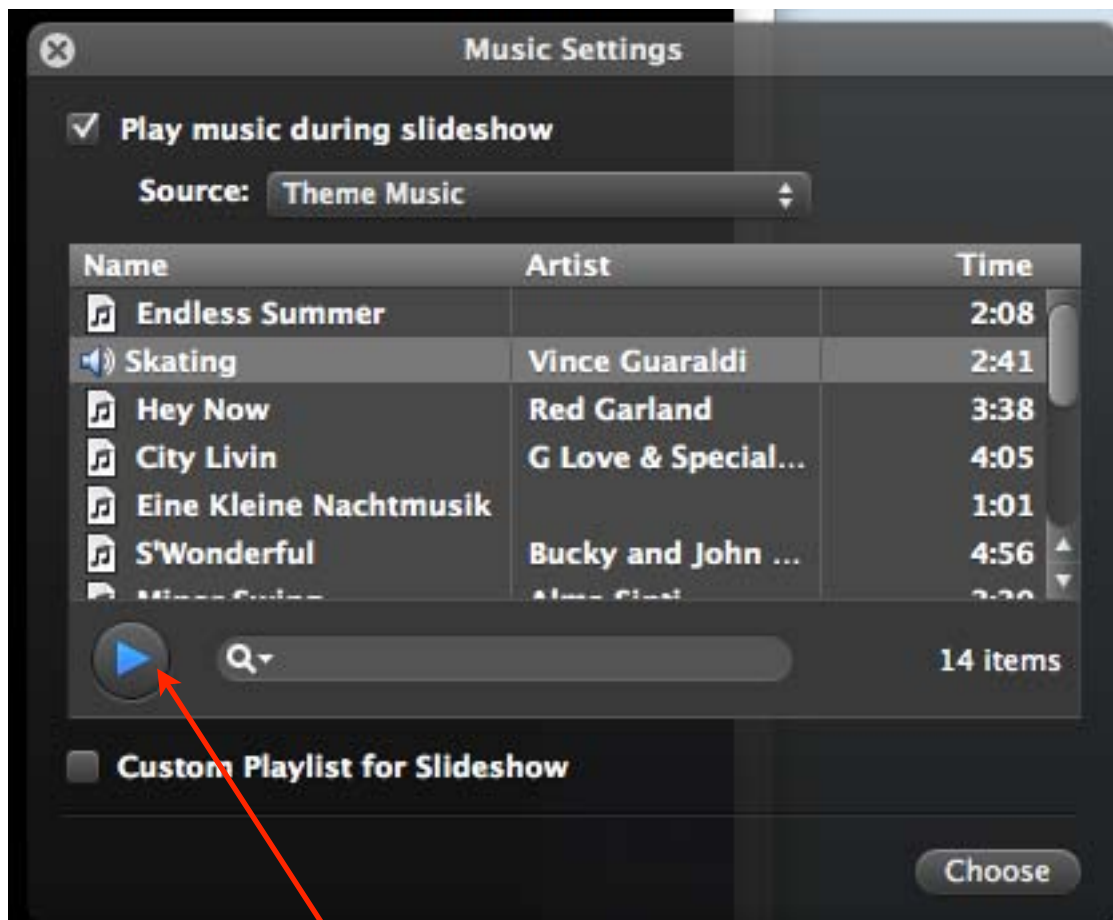 Music Settings
Play music during slideshow
Source: Theme Music
Name Artist Time
Endless Summer 2:08
Skating Vince Guaraldi 2:41
Hey Now Red Garland 3:38
City Livin G Love & Special... 4:05
Eine Kleine Nachtmusik 1:01
S'Wonderful Bucky and John ... 4:56
14 items
Custom Playlist for Slideshow
Choose